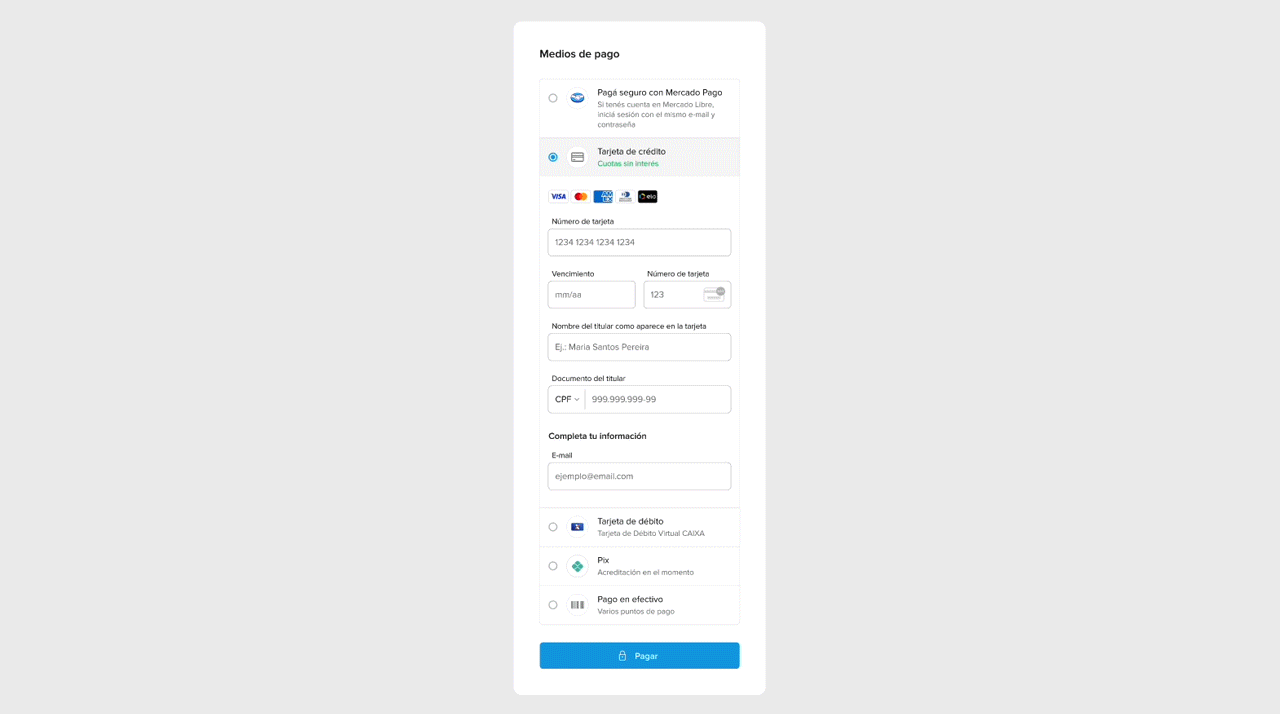 Medios de pago
Pagá seguro con Mercado Pago
Si tenés cuenta en Mercado Libre,
iniciá sesión con el mismo e-mail y
contraseña
Tarjeta de crédito
Cuotas sin interés
VISA AM EX elo
Número de tarjeta
1234 1234 1234 1234
Vencimiento Número de tarjeta
mm/aa 123
Nombre del titular como aparece en la tarjeta
Ej.: Maria Santos Pereira
Documento del titular
CPF 999.999.999-99
Completa tu información
E-mail
ejemplo@email.com
Tarjeta de débito
Tarjeta de Débito Virtual CAIXA
Pix
Acreditación en el momento
Pago en efectivo
Varios puntos de pago
Pagar